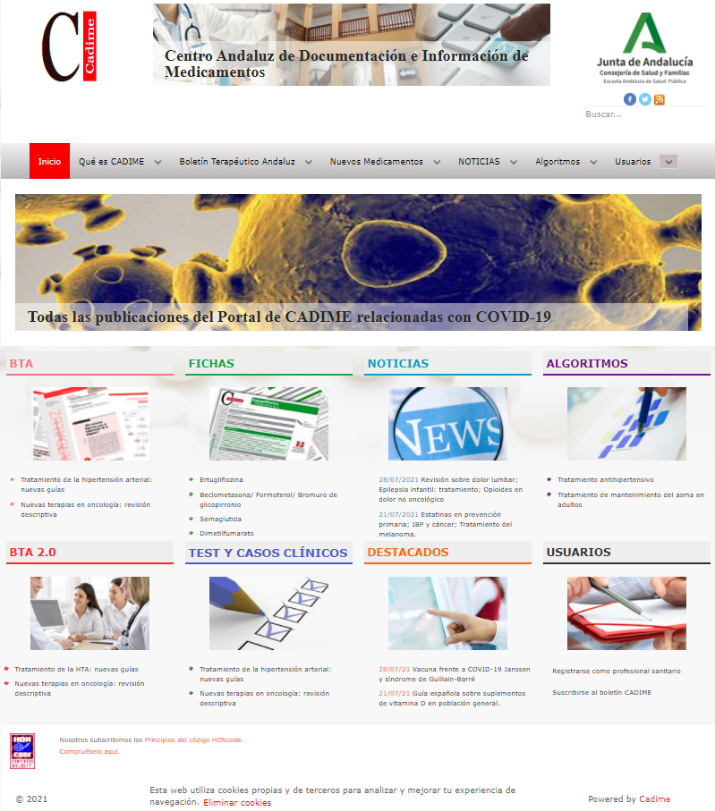 C
Cadime
Centro Andaluz de Documentación e Información de
Medicamentos
Junta de Andalucía
Consejería de Salud y Familias
Escuela Andaluza de Salud Pública
Buscar...
Inicio
Qué es CADIME
Boletín Terapéutico Andaluz
Nuevos Medicamentos
NOTICIAS
Algoritmos
Usuarios
Todas las publicaciones del Portal de CADIME relacionadas con COVID-19
BTA
Tratamiento de la hipertensión arterial:
nuevas guías
Nuevas terapias en oncología: revisión
descriptiva
FICHAS
Ertugliflozina
Beclometasona/ Formoterol/ Bromuro de
glicopirronio
Semaglutida
Dimetilfumarato
NOTICIAS
NEWS
28/07/2021 Revisión sobre dolor lumbar;
Epilepsia infantil: tratamiento; Opioides en
dolor no oncológico
21/07/2021 Estatinas en prevención
primaria; IBP y cáncer; Tratamiento del
melanoma.
ALGORITMOS
Tratamiento antihipertensivo
Tratamiento de mantenimiento del asma en
adultos
BTA 2.0
Tratamiento de la HTA: nuevas guías
Nuevas terapias en oncología: revisión
descriptiva
TEST Y CASOS CLÍNICOS
Tratamiento de la hipertensión arterial:
nuevas guías
Nuevas terapias en oncología: revisión
descriptiva
DESTACADOS
28/07/21 Vacuna frente a COVID-19 Janssen
y síndrome de Guillain-Barré
21/07/21 Guía española sobre suplementos
de vitamina D en población general.
USUARIOS
Registrarse como profesional sanitario
Suscribirse al boletín CADIME
HON
CODE
Nosotros subscribimos los Principios del código HONcode.
Compruébelo aquí.
© 2021
Esta web utiliza cookies propias y de terceros para analizar y mejorar tu experiencia de
navegación. Eliminar cookies
Powered by Cadime